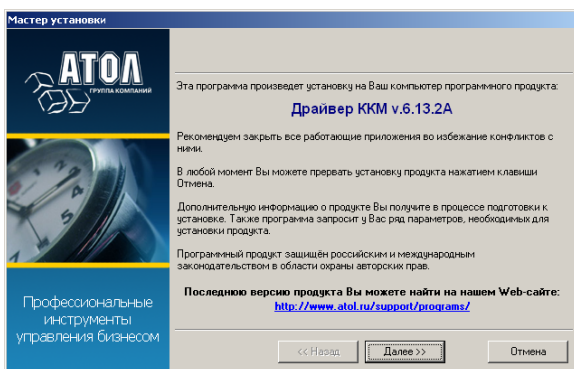 Мастер установки
АТОЛ
ГРУППА КОМПАНИЙ
Эта программа произведет установку на Ваш компьютер программного продукта:
Драйвер ККМ v.6.13.2A
Рекомендуем закрыть все работающие приложения во избежание конфликтов с
ними.
В любой момент Вы можете прервать установку продукта нажатием клавиши
Отмена.
Дополнительную информацию о продукте Вы получите в процессе подготовки к
установке. Также программа запросит у Вас ряд параметров, необходимых для
установки продукта.
Программный продукт защищён российским и международным
законодательством в области охраны авторских прав.
Последнюю версию продукта Вы можете найти на нашем Web-сайте:
http://www.atol.ru/support/programs/
Профессиональные
инструменты
управления бизнесом
<< Назад
Далее >>
Отмена